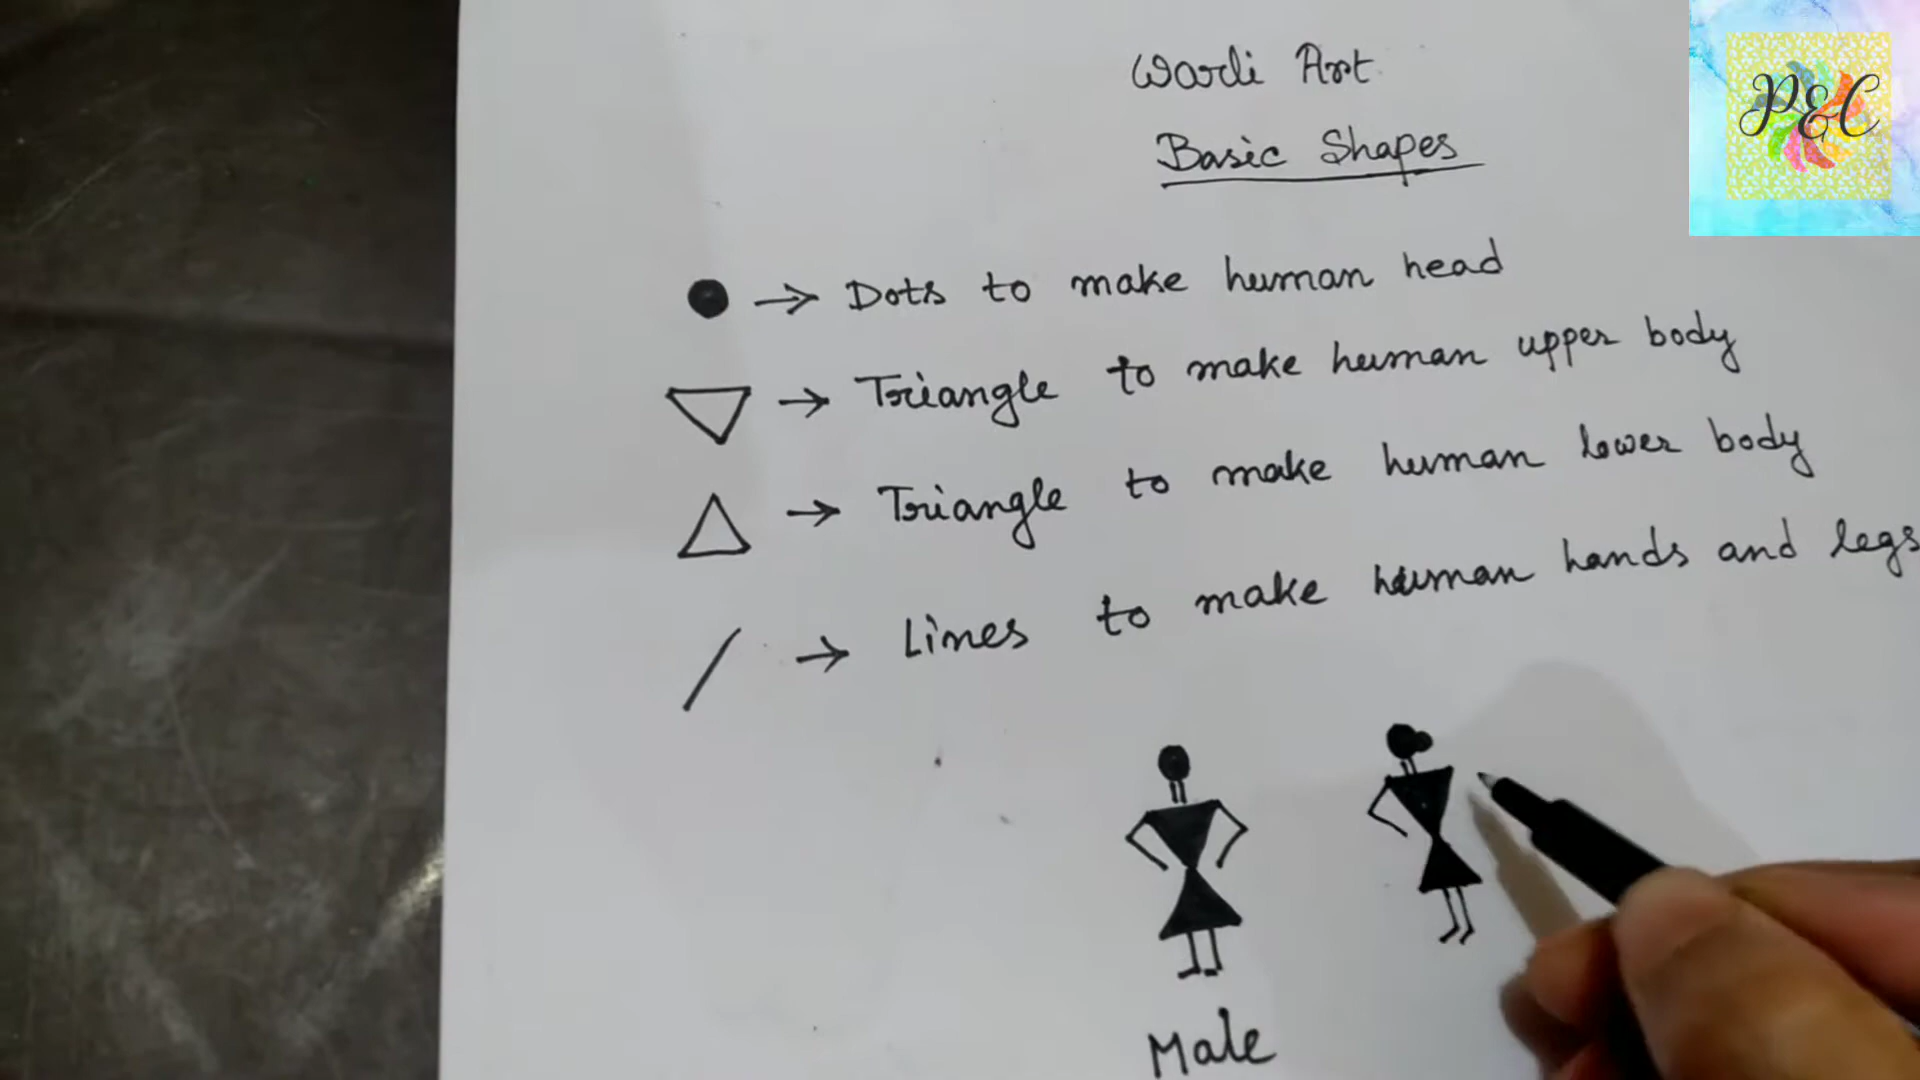 Warli Art
Basic Shapes
→ Dots to make human head
→ Triangle to make human upper body
→ Triangle to make human lower body
→ Lines to make human hands and legs
Male
P&C